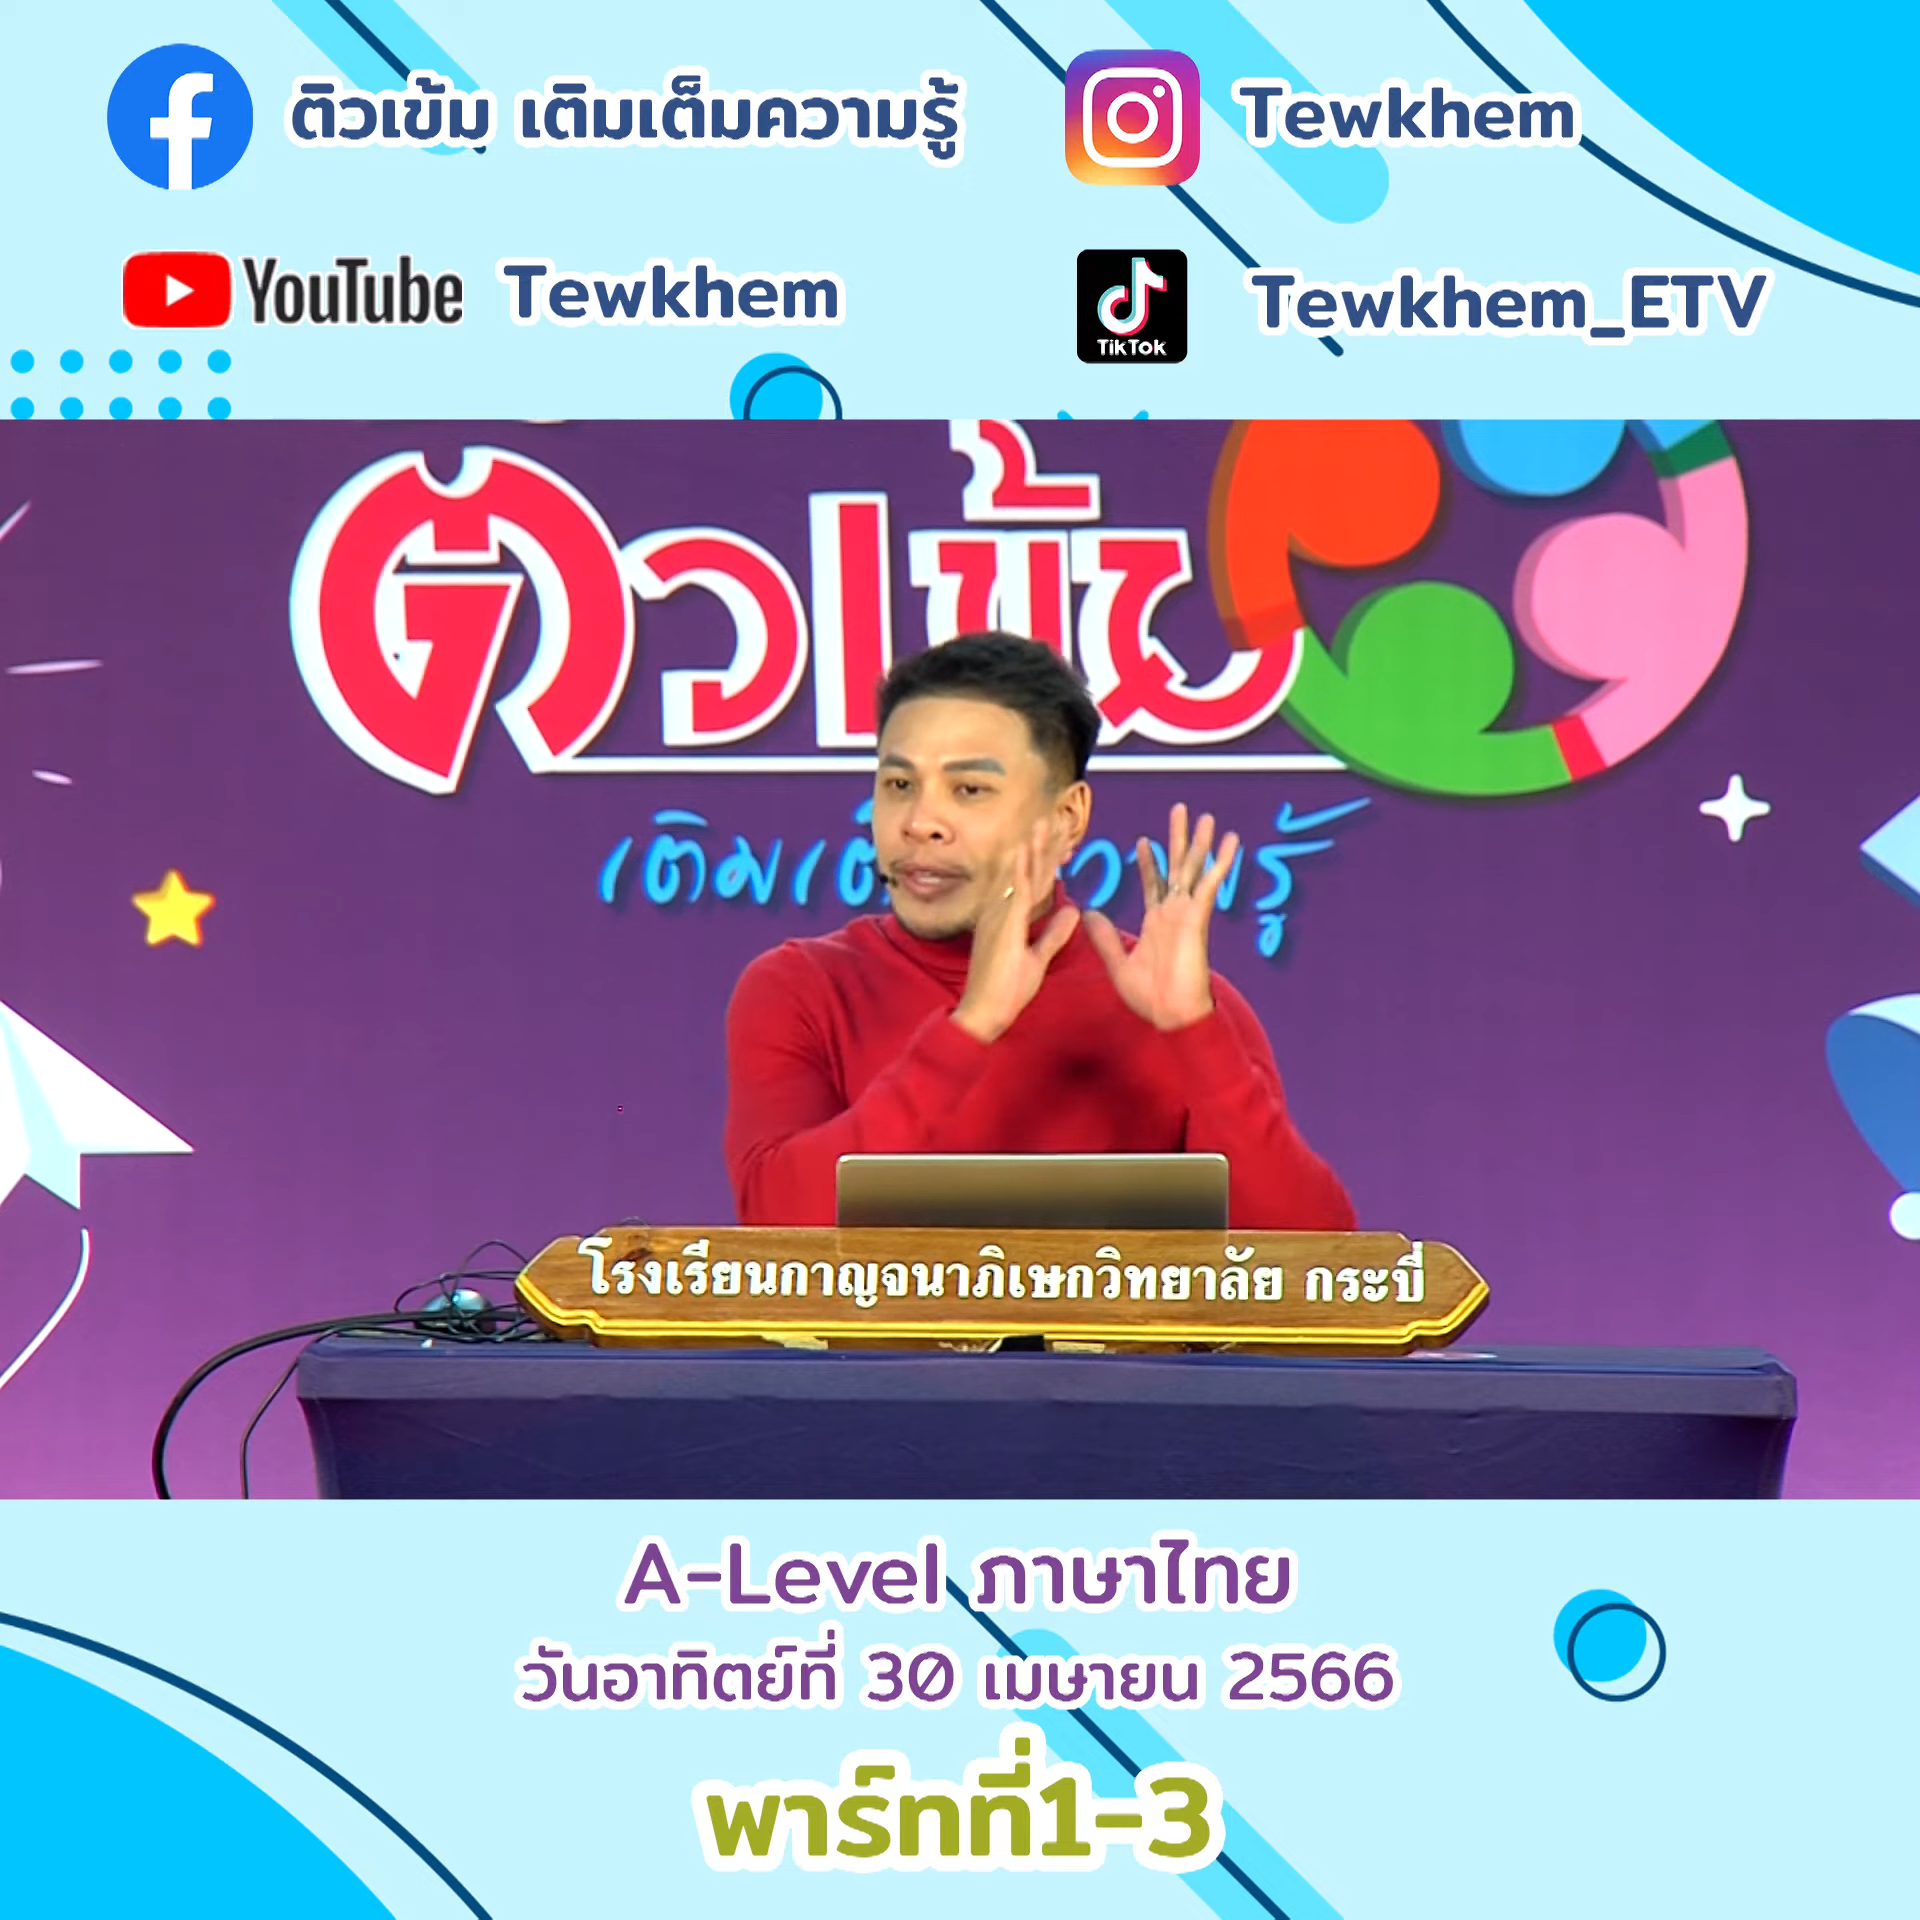 ติวเข้ม เติมเต็มความรู้
Tewkhem
YouTube Tewkhem
TikTok
Tewkhem_ETV
ติวเข้ม
โรงเรียนกาญจนาภิเษกวิทยาลัย กระบี่
A-Level ภาษาไทย
วันอาทิตย์ที่ 30 เมษายน 2566
พาร์ทที่1-3